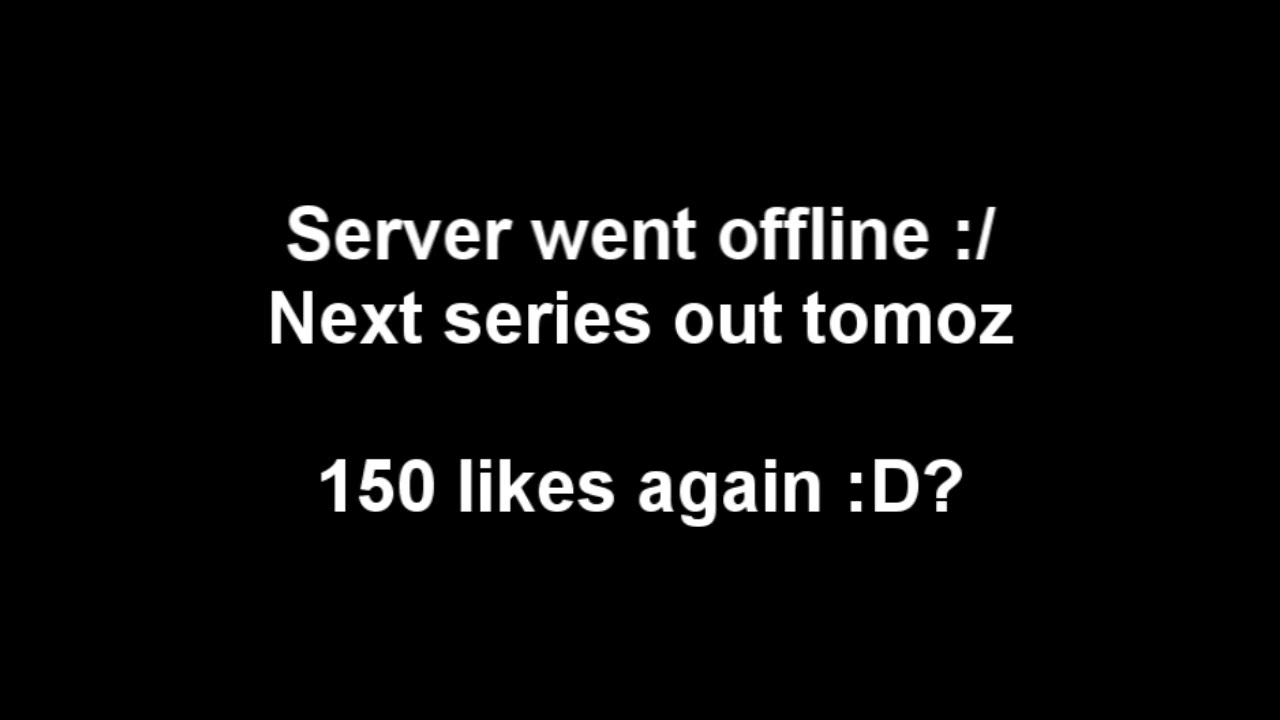 Server went offline :/
Next series out tomoz
150 likes again :D?